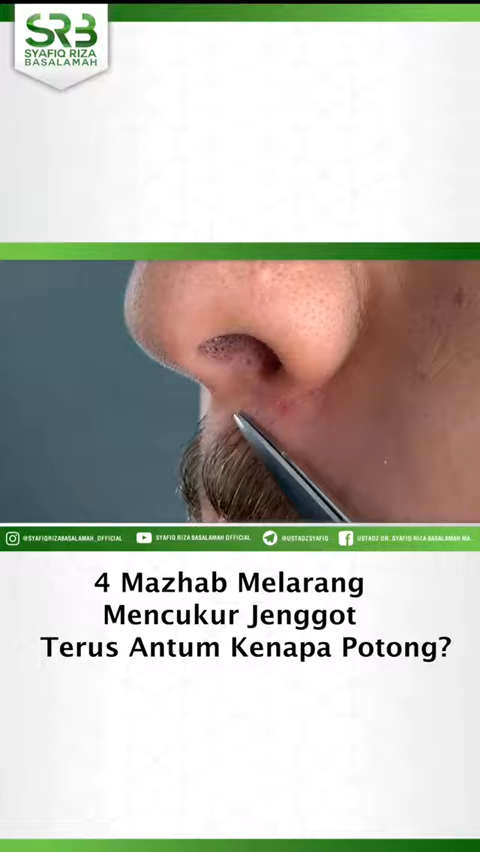 SRB
SYAFIQ RIZA
BASALAMAH
@SYAFIQRIZABASALAMAH_OFFICIAL
SYAFIQ RIZA BASALAMAH OFFICIAL
@USTADZSYAFIQ
USTADZ DR. SYAFIQ RIZA BASALAMAH MA...
4 Mazhab Melarang
Mencukur Jenggot
Terus Antum Kenapa Potong?